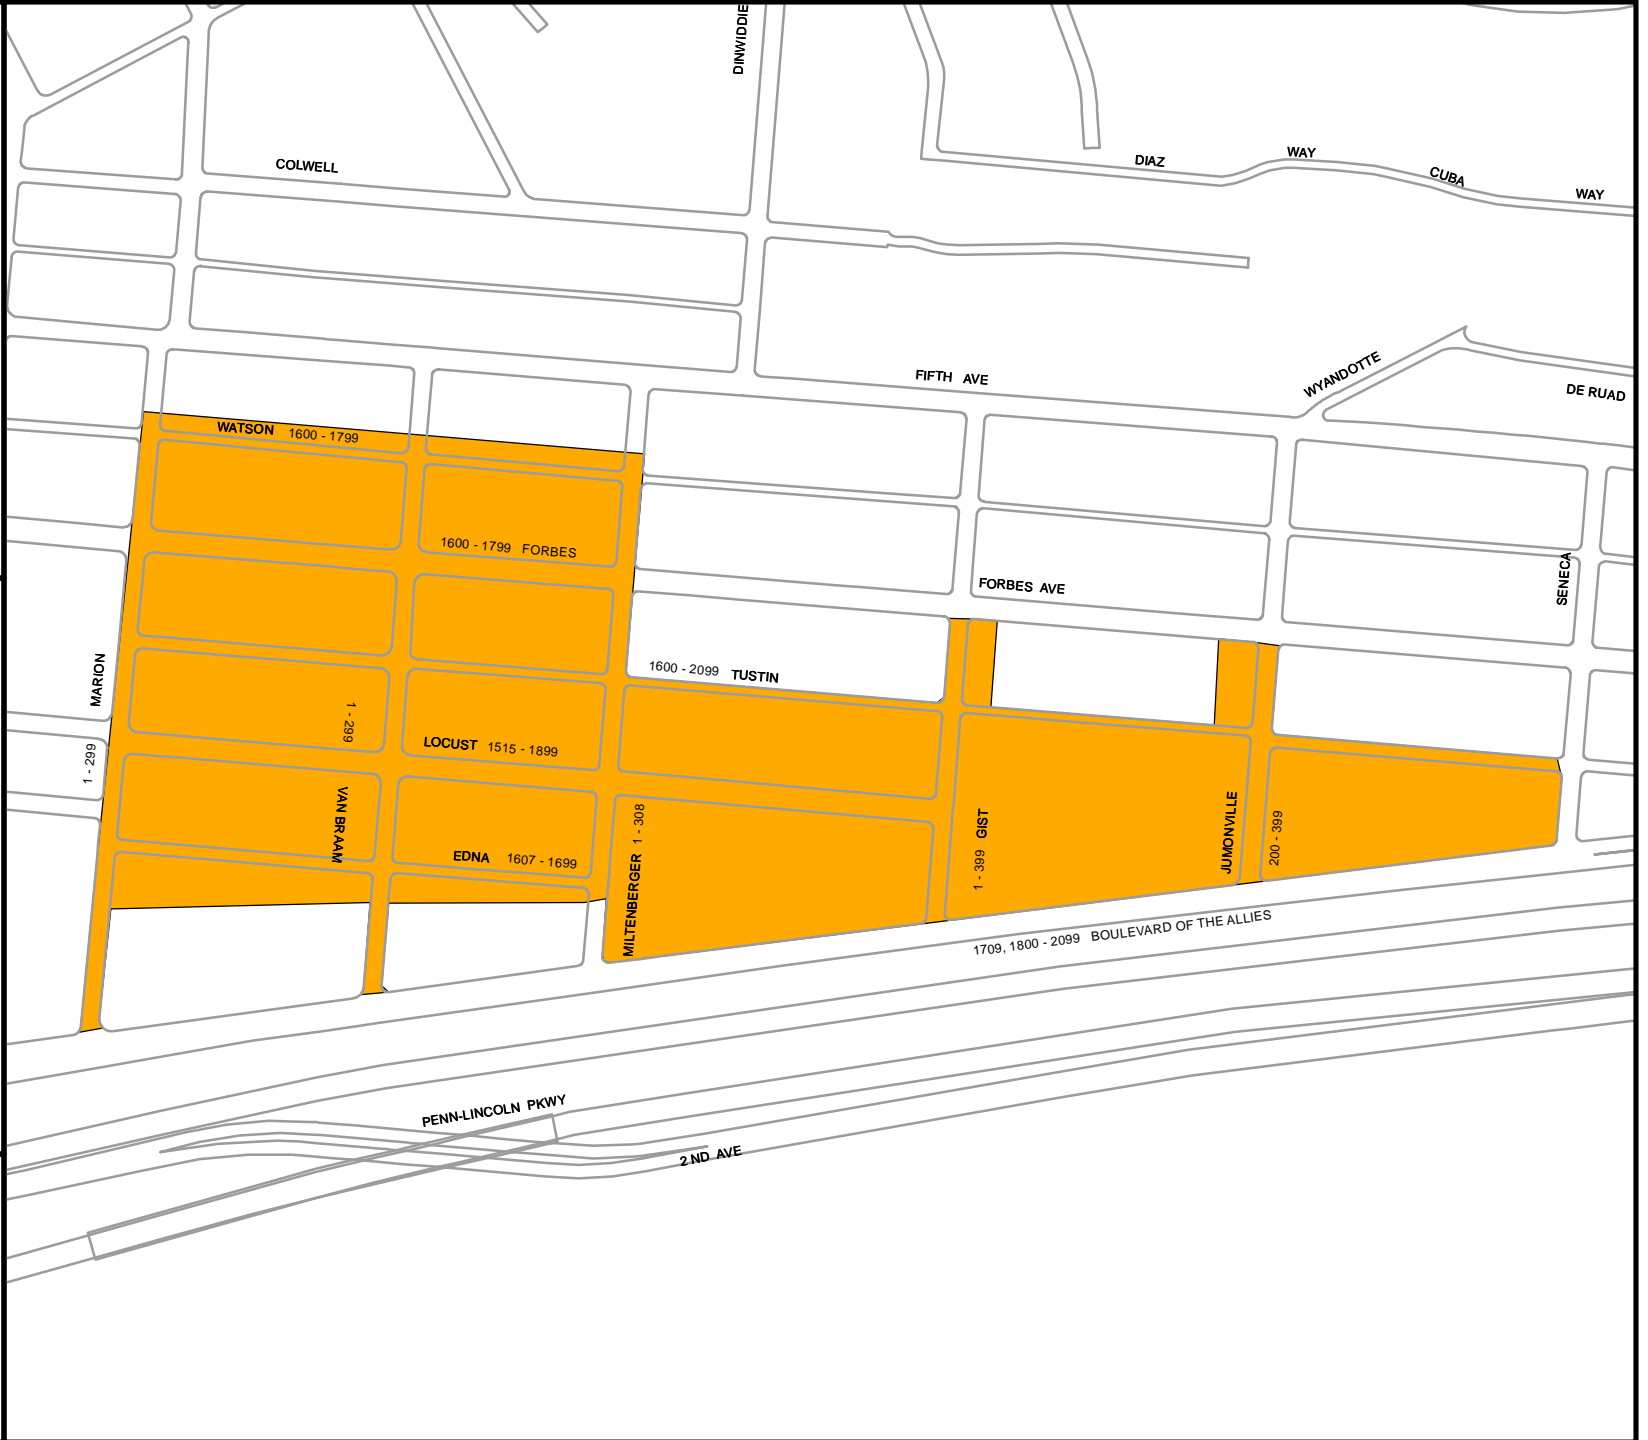 DINWIDDIE
COLWELL
DIAZ WAY
CUBA WAY
FIFTH AVE
WYANDOTTE
DE RUAD
WATSON 1600 - 1799
1600 - 1799 FORBES
FORBES AVE
SENECA
MARION
1 - 299
1600 - 2099 TUSTIN
1 - 299
VAN BRAAM
LOCUST 1515 - 1899
EDNA 1607 - 1699
MILTENBERGER 1 - 308
1 - 399 GIST
JUMONVILLE
200 - 399
1709, 1800 - 2099 BOULEVARD OF THE ALLIES
PENN-LINCOLN PKWY
2 ND AVE